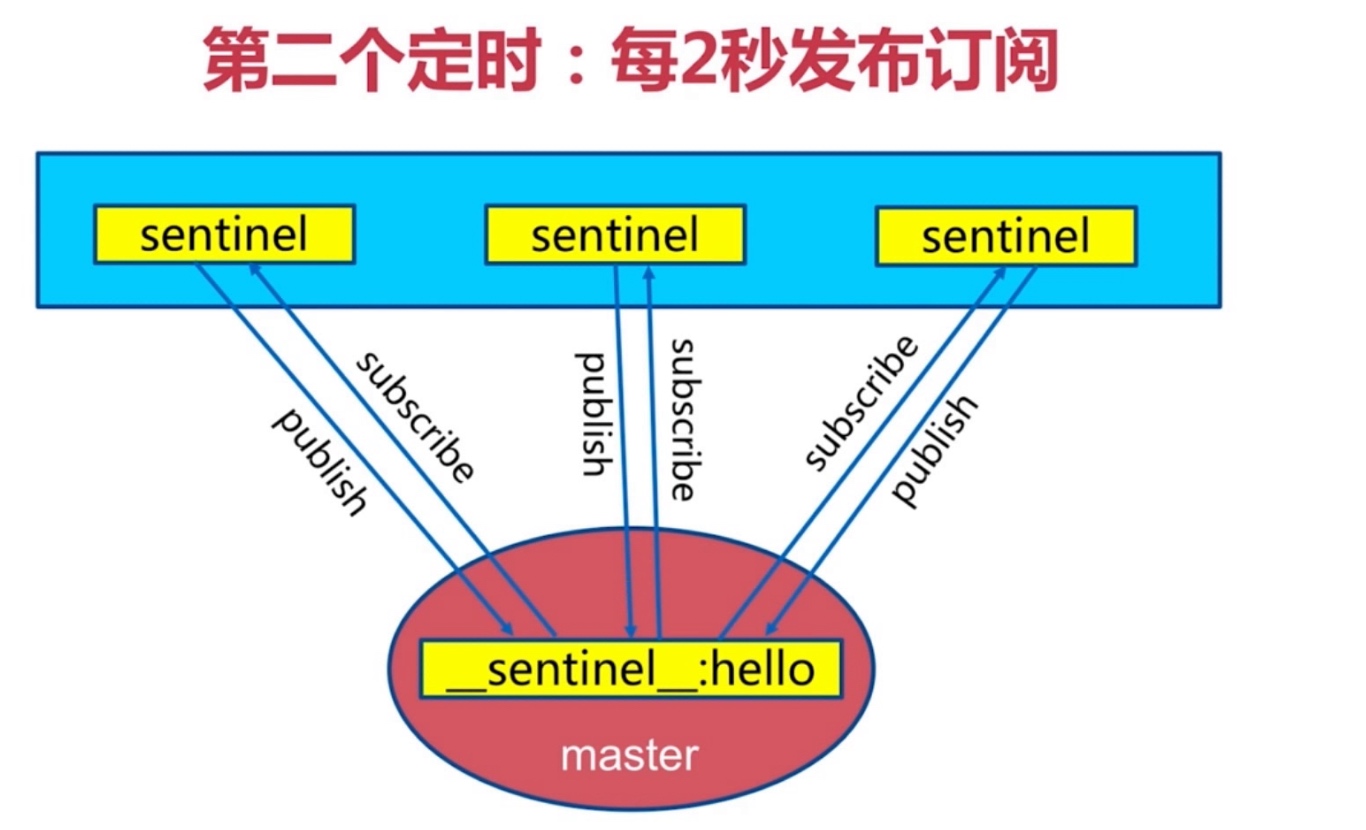 第二个定时：每2秒发布订阅
sentinel
sentinel
sentinel
publish
subscribe
publish
subscribe
subscribe
publish
__sentinel__:hello
master